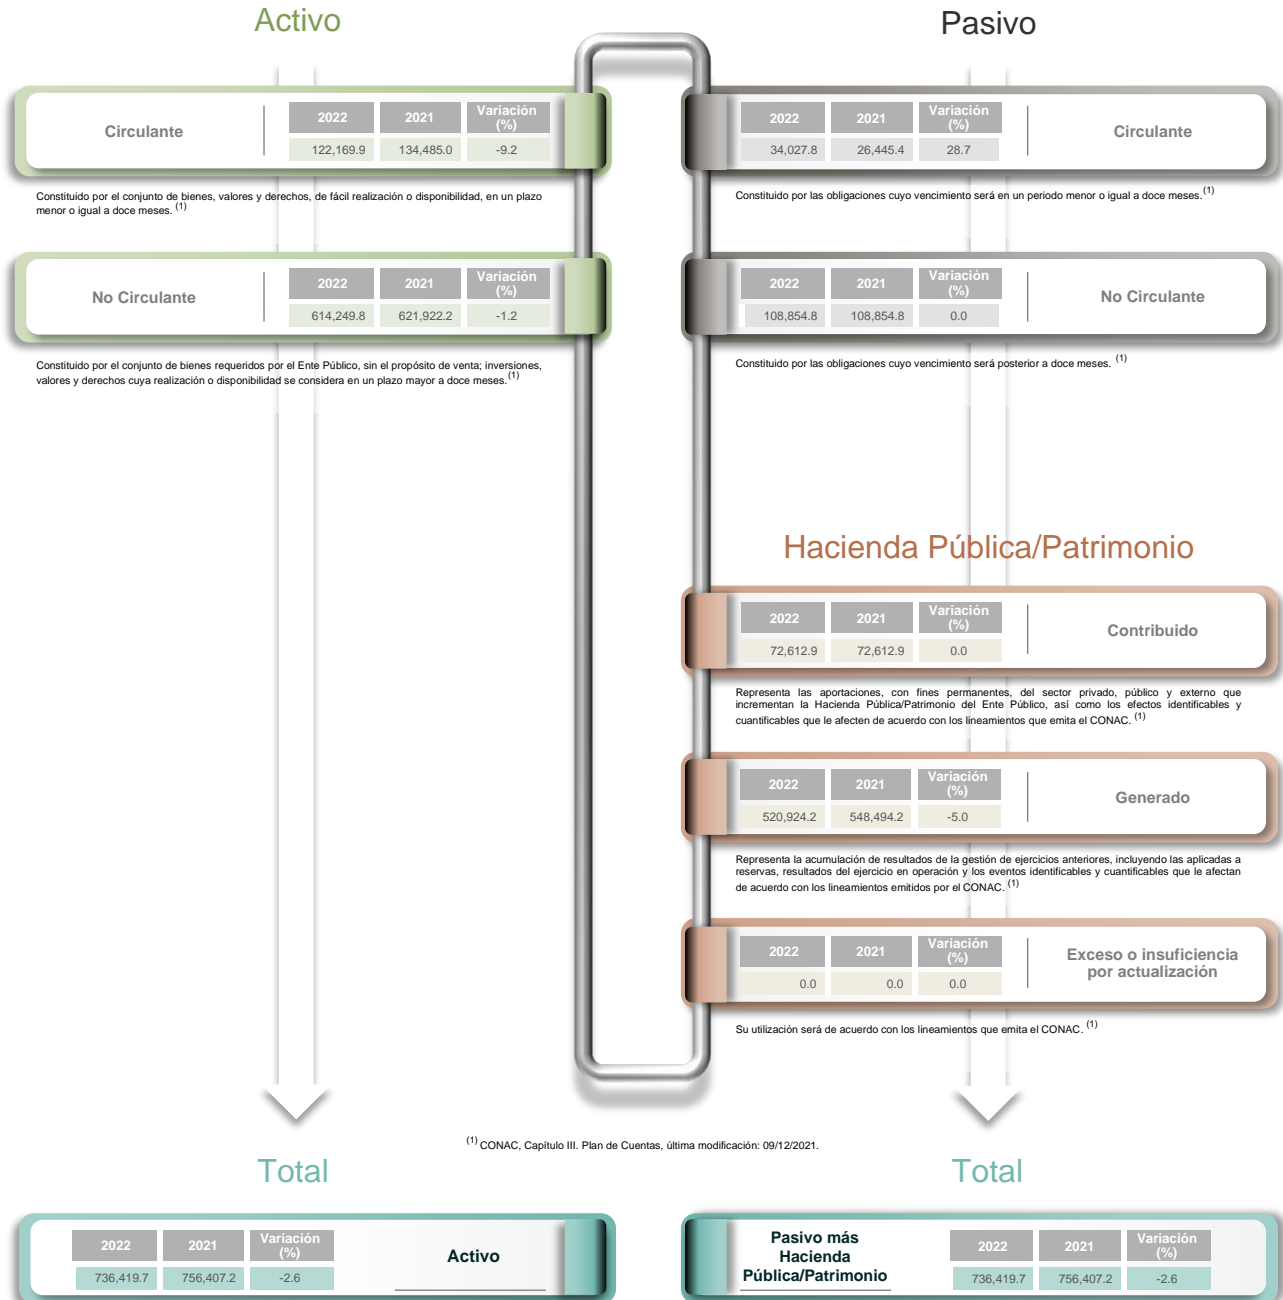 Activo
Circulante
2022 2021 Variación (%)
122,169.9 134,485.0 -9.2
Constituido por el conjunto de bienes, valores y derechos, de fácil realización o disponibilidad, en un plazo
menor o igual a doce meses. (1)
No Circulante
2022 2021 Variación (%)
614,249.8 621,922.2 -1.2
Constituido por el conjunto de bienes requeridos por el Ente Público, sin el propósito de venta; inversiones,
valores y derechos cuya realización o disponibilidad se considera en un plazo mayor a doce meses. (1)
Pasivo
2022 2021 Variación (%)
34,027.8 26,445.4 28.7
Circulante
Constituido por las obligaciones cuyo vencimiento será en un periodo menor o igual a doce meses. (1)
2022 2021 Variación (%)
108,854.8 108,854.8 0.0
No Circulante
Constituido por las obligaciones cuyo vencimiento será posterior a doce meses. (1)
Hacienda Pública/Patrimonio
2022 2021 Variación (%)
72,612.9 72,612.9 0.0
Contribuido
Representa las aportaciones, con fines permanentes, del sector privado, público y externo que
incrementan la Hacienda Pública/Patrimonio del Ente Público, así como los efectos identificables y
cuantificables que le afecten de acuerdo con los lineamientos que emita el CONAC. (1)
2022 2021 Variación (%)
520,924.2 548,494.2 -5.0
Generado
Representa la acumulación de resultados de la gestión de ejercicios anteriores, incluyendo las aplicadas a
reservas, resultados del ejercicio en operación y los eventos identificables y cuantificables que le afectan
de acuerdo con los lineamientos emitidos por el CONAC. (1)
2022 2021 Variación (%)
0.0 0.0 0.0
Exceso o insuficiencia
por actualización
Su utilización será de acuerdo con los lineamientos que emita el CONAC. (1)
(1) CONAC, Capítulo III. Plan de Cuentas, última modificación: 09/12/2021.
Total
2022 2021 Variación (%)
736,419.7 756,407.2 -2.6
Activo
Total
Pasivo más
Hacienda
Pública/Patrimonio
2022 2021 Variación (%)
736,419.7 756,407.2 -2.6